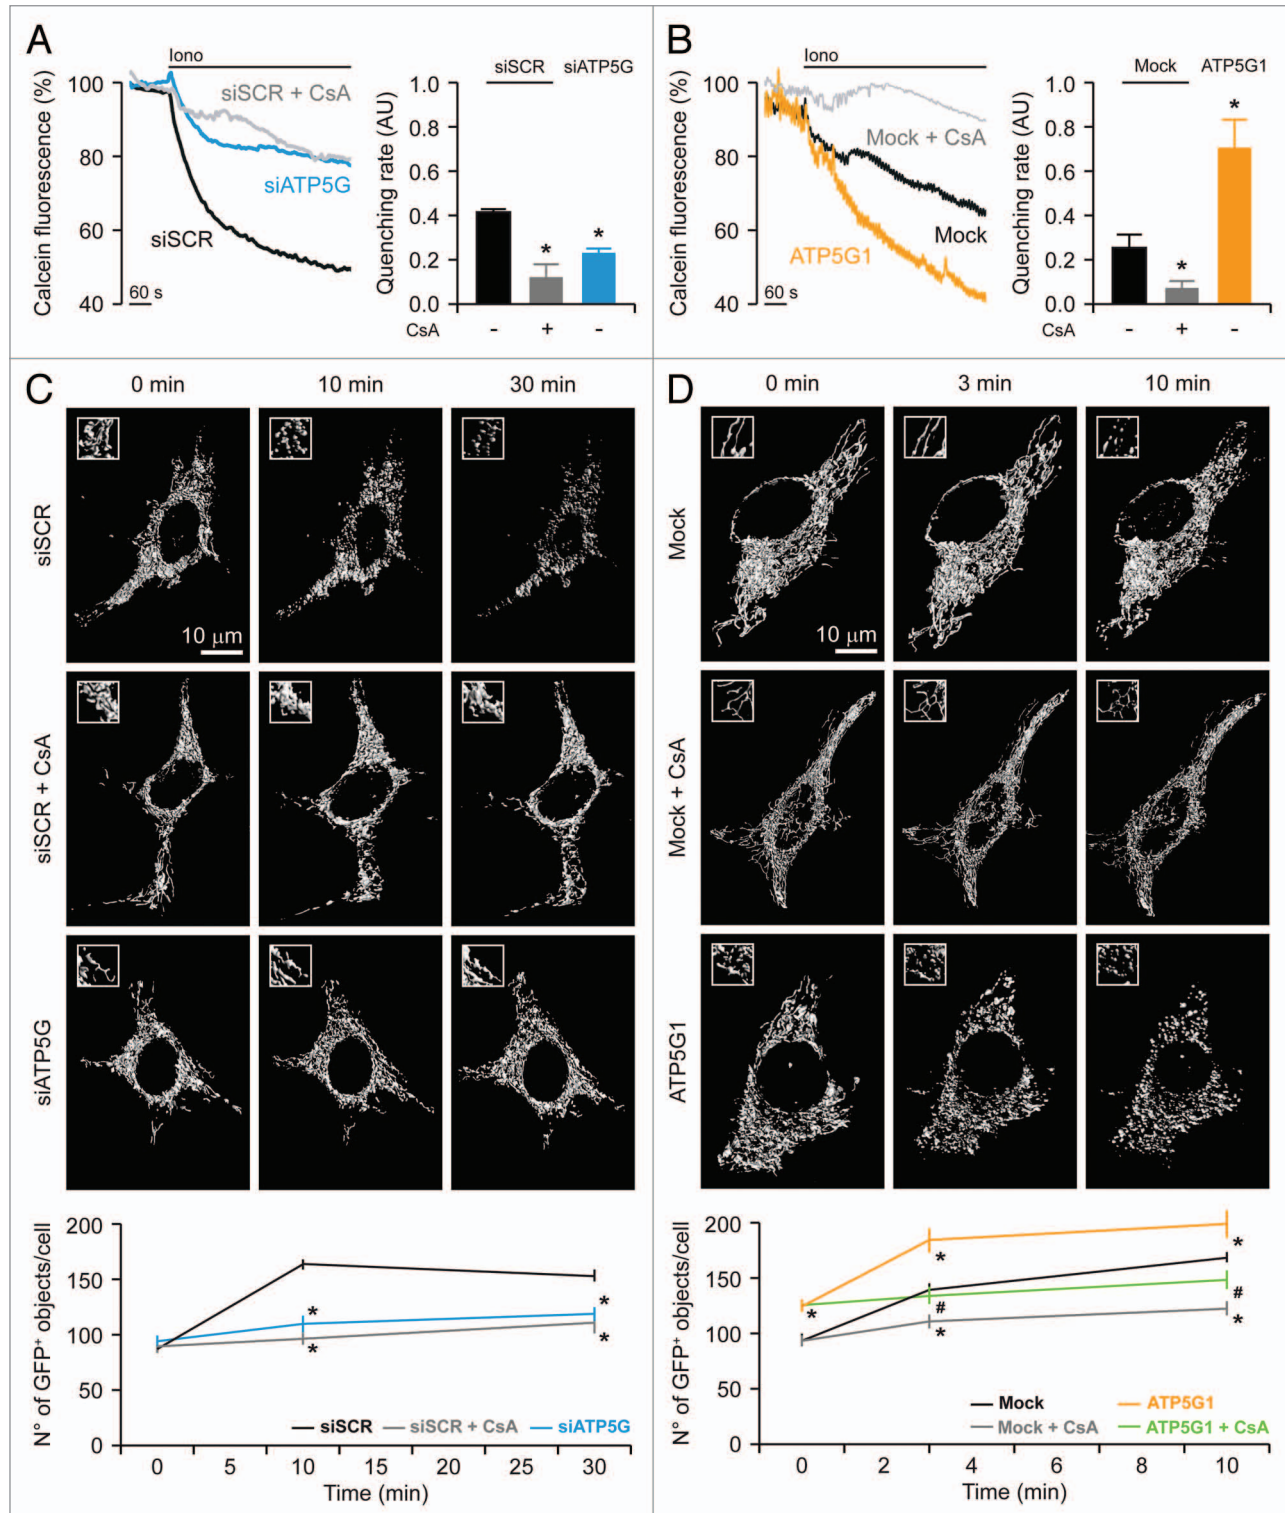 A
Iono
siSCR siATP5G
100
80
60
40
Calcein fluorescence (%)
siSCR + CsA
siATP5G
siSCR
60 s
Quenching rate (AU)
1.0
0.8
0.6
0.4
0.2
0.0
*
*
CsA - + -
B
Iono
Mock ATP5G1
100
80
60
40
Calcein fluorescence (%)
Mock + CsA
Mock
ATP5G1
60 s
Quenching rate (AU)
1.0
0.8
0.6
0.4
0.2
0.0
*
*
CsA - + -
C
0 min 10 min 30 min
siSCR
10 µm
siSCR + CsA
siATP5G
N° of GFP⁺ objects/cell
200
150
100
50
0
* *
* *
siSCR siSCR + CsA siATP5G
0 5 10 15 20 25 30
Time (min)
D
0 min 3 min 10 min
Mock
10 µm
Mock + CsA
ATP5G1
N° of GFP⁺ objects/cell
200
150
100
50
0
* * *
# #
* *
Mock ATP5G1
Mock + CsA ATP5G1 + CsA
0 2 4 6 8 10
Time (min)